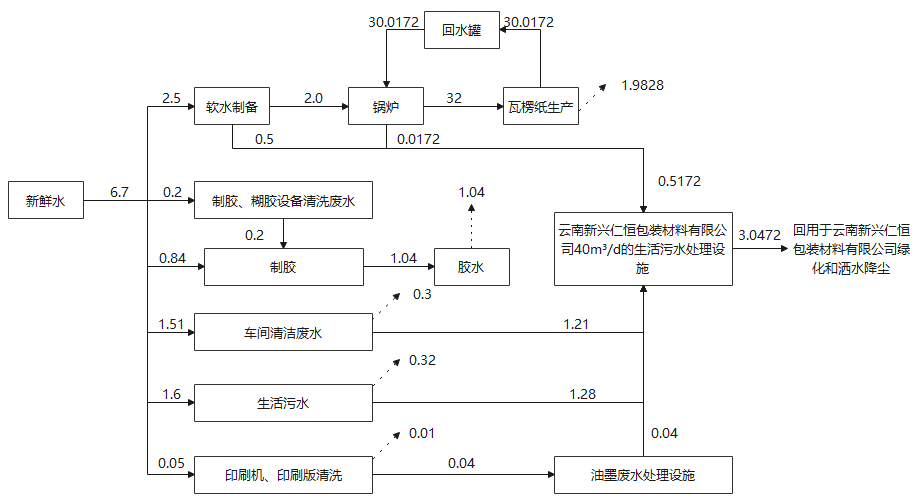 30.0172
回水罐
30.0172
2.5
软水制备
2.0
锅炉
32
瓦楞纸生产
1.9828
0.5
0.0172
新鲜水
6.7
0.2
制胶、糊胶设备清洗废水
1.04
0.5172
0.2
云南新兴仁恒包装材料有限公
司40m³/d的生活污水处理设
施
3.0472
回用于云南新兴仁恒
包装材料有限公司绿
化和洒水降尘
0.84
制胶
1.04
胶水
0.3
1.51
车间清洁废水
1.21
0.32
1.6
生活污水
1.28
0.01
0.04
0.05
印刷机、印刷版清洗
0.04
油墨废水处理设施